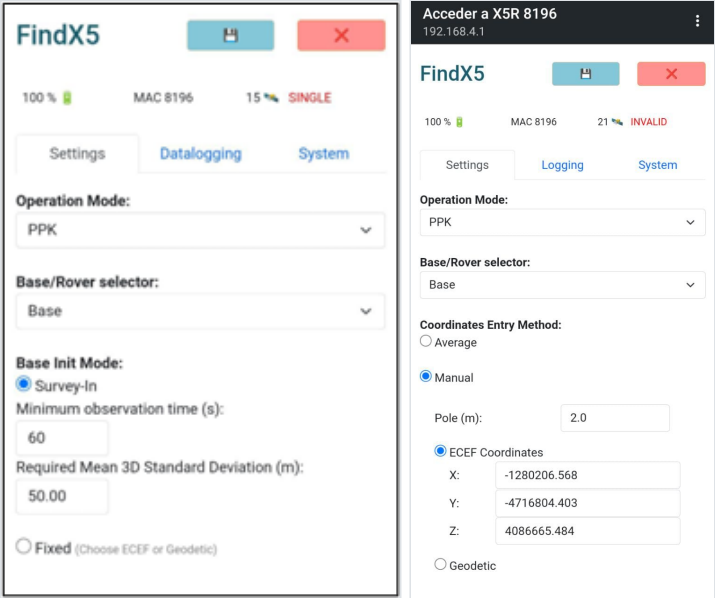 FindX5
100 %
MAC 8196
15
SINGLE
Settings
Datalogging
System
Operation Mode:
PPK
Base/Rover selector:
Base
Base Init Mode:
Survey-In
Minimum observation time (s):
60
Required Mean 3D Standard Deviation (m):
50.00
Fixed (Choose ECEF or Geodetic)
Acceder a X5R 8196
192.168.4.1
FindX5
100 %
MAC 8196
21
INVALID
Settings
Logging
System
Operation Mode:
PPK
Base/Rover selector:
Base
Coordinates Entry Method:
Average
Manual
Pole (m):
2.0
ECEF Coordinates
X:
-1280206.568
Y:
-4716804.403
Z:
4086665.484
Geodetic